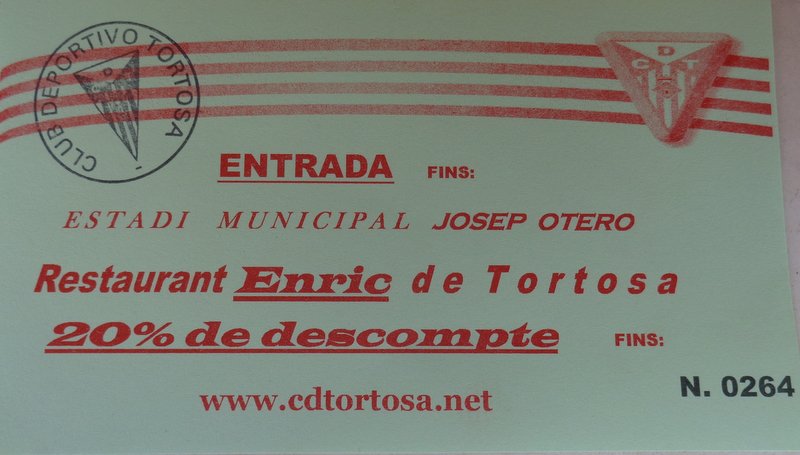 CLUB DEPORTIVO TORTOSA
D
C T
ENTRADA FINS:
ESTADI MUNICIPAL JOSEP OTERO
Restaurant Enric de Tortosa
20% de descompte FINS:
N. 0264
www.cdtortosa.net